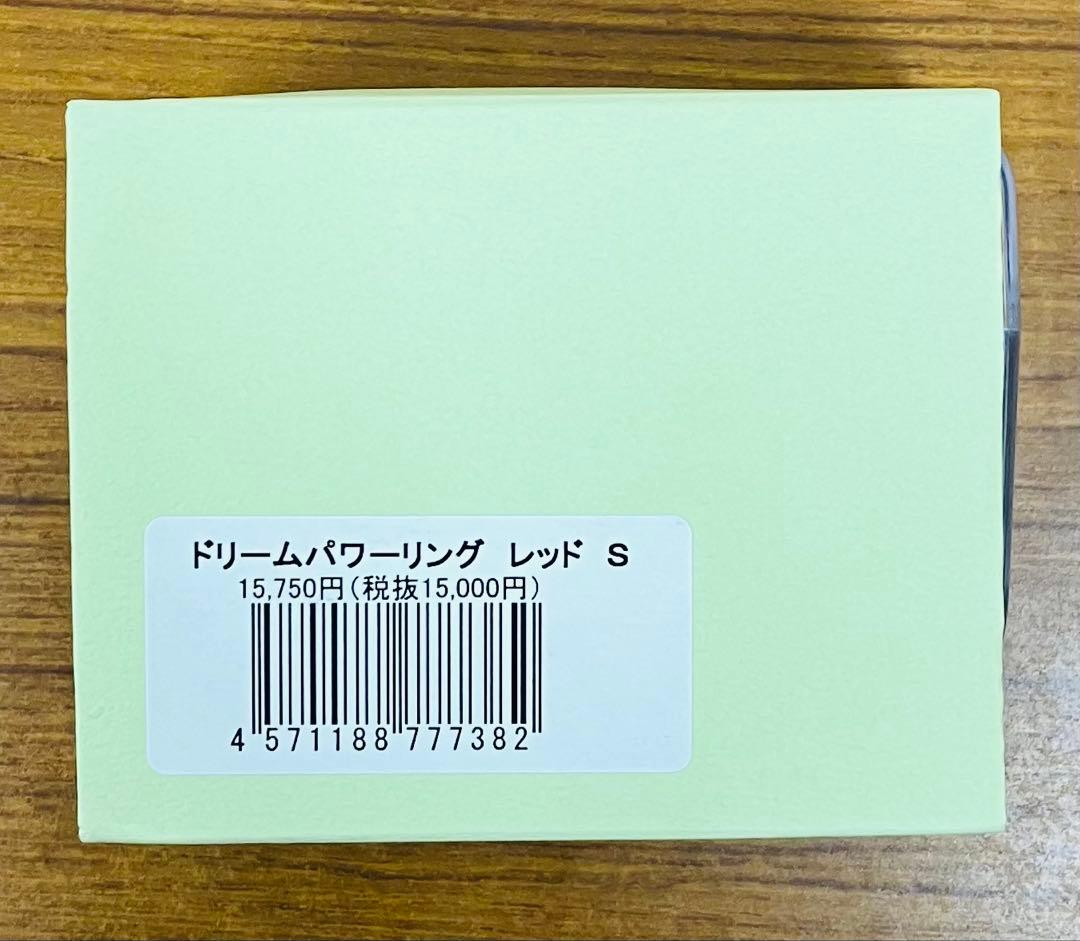 ドリームパワーリング　レッド　S
15,750円(税抜15,000円)
4 571188 777382